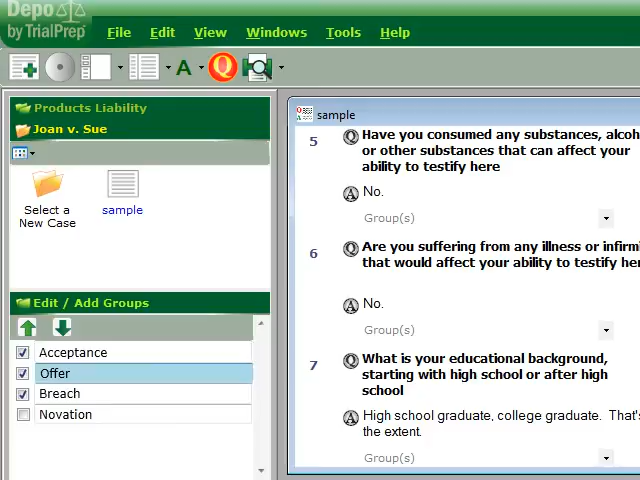 Depo
by TrialPrep
File Edit View Windows Tools Help
A Q
Products Liability
Joan v. Sue
Select a
New Case
sample
Edit / Add Groups
Acceptance
Offer
Breach
Novation
sample
5 Q Have you consumed any substances, alcoh
or other substances that can affect your
ability to testify here
A No.
Group(s)
6 Q Are you suffering from any illness or infirmi
that would affect your ability to testify her
A No.
Group(s)
7 Q What is your educational background,
starting with high school or after high
school
A High school graduate, college graduate. That's
the extent.
Group(s)